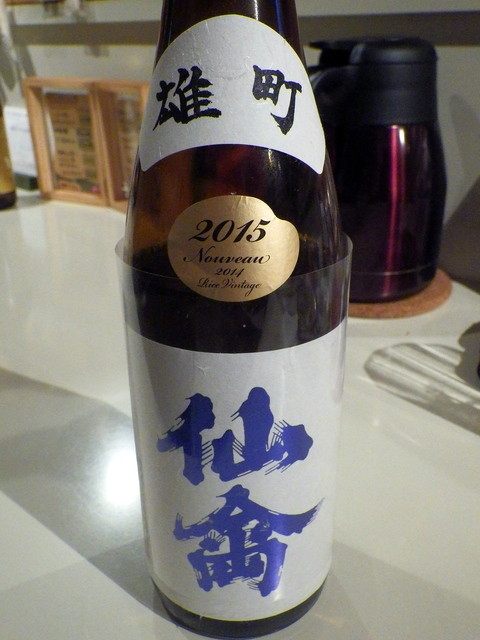 雄町
2015
Nouveau
2014
Rice Vintage
仙禽